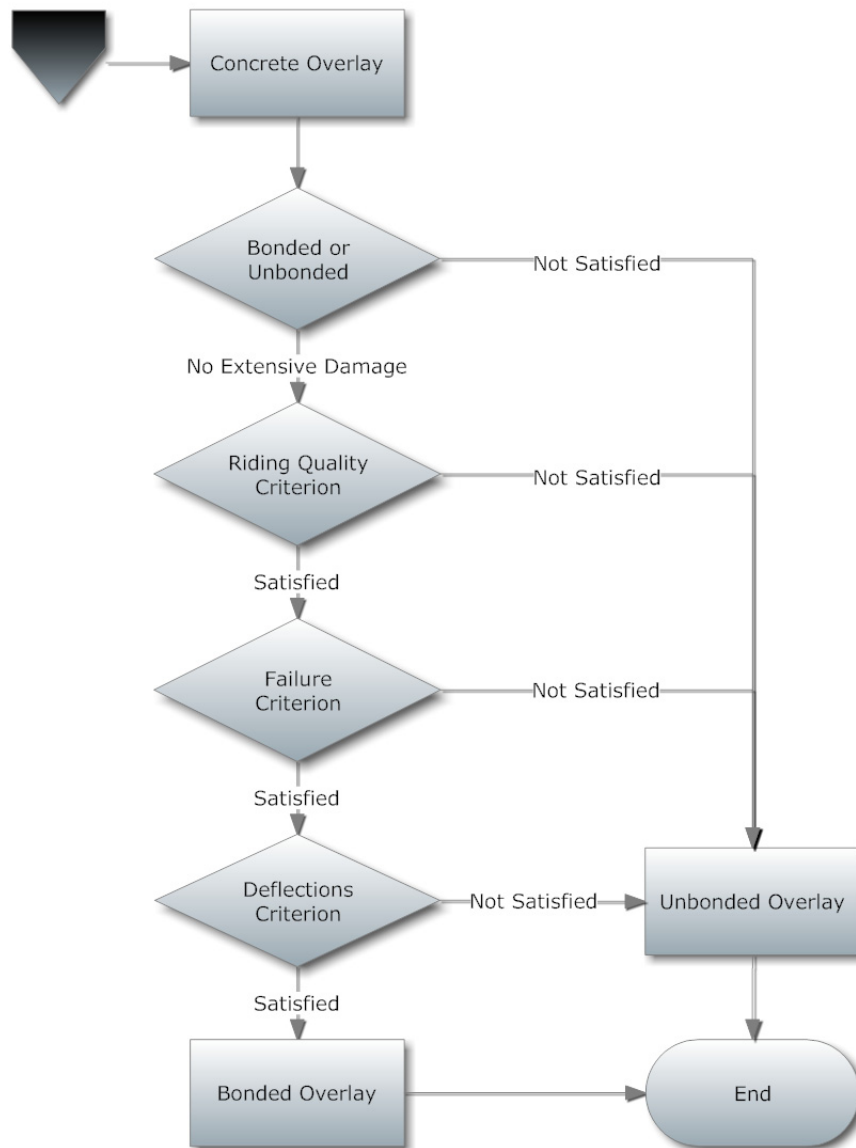 Concrete Overlay
Bonded or
Unbonded
Not Satisfied
No Extensive Damage
Riding Quality
Criterion
Not Satisfied
Satisfied
Failure
Criterion
Not Satisfied
Satisfied
Deflections
Criterion
Not Satisfied
Unbonded Overlay
Satisfied
Bonded Overlay
End